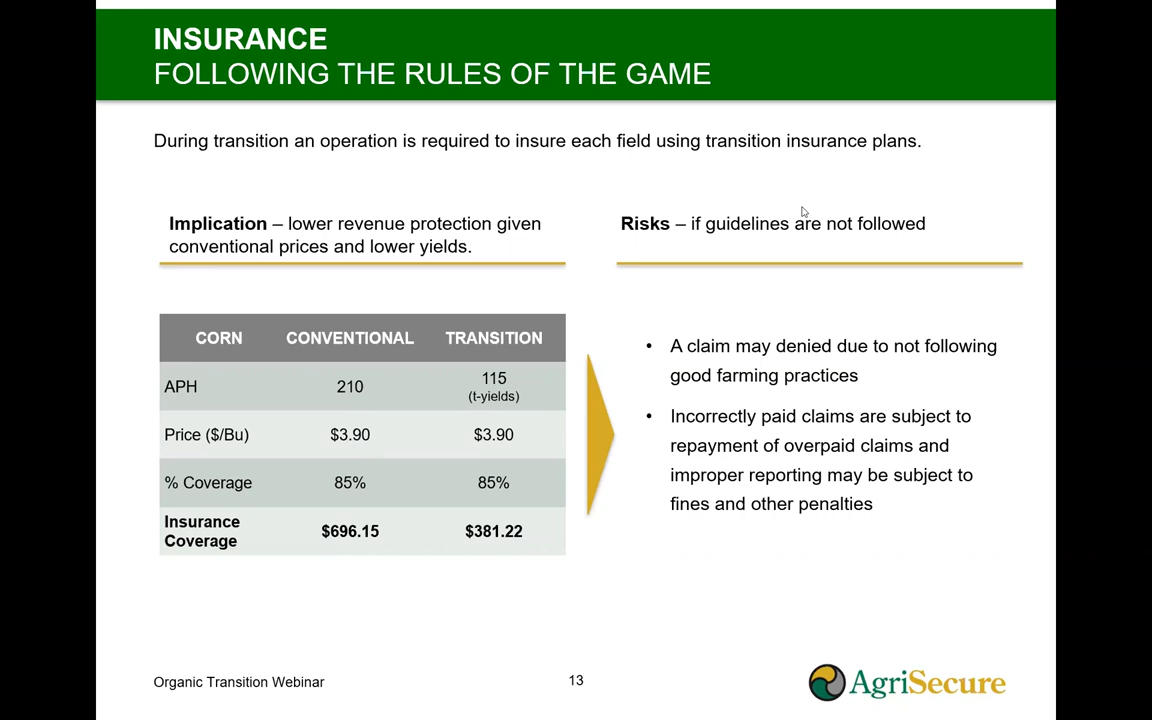 INSURANCE
FOLLOWING THE RULES OF THE GAME
During transition an operation is required to insure each field using transition insurance plans.
Implication – lower revenue protection given
conventional prices and lower yields.
Risks – if guidelines are not followed
CORN CONVENTIONAL TRANSITION
APH 210 115
(t-yields)
Price ($/Bu) $3.90 $3.90
% Coverage 85% 85%
Insurance
Coverage $696.15 $381.22
• A claim may denied due to not following
good farming practices
• Incorrectly paid claims are subject to
repayment of overpaid claims and
improper reporting may be subject to
fines and other penalties
Organic Transition Webinar
13
AgriSecure